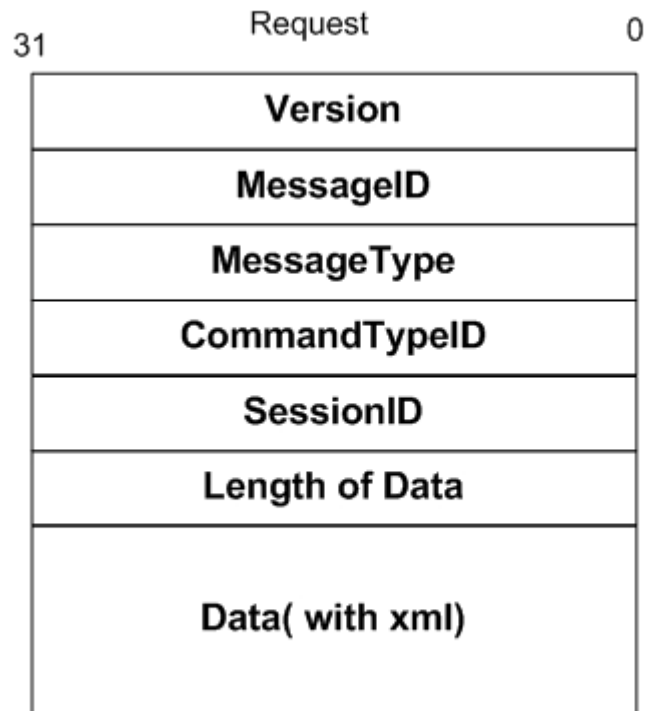 Request
31 0
Version
MessageID
MessageType
CommandTypeID
SessionID
Length of Data
Data( with xml)